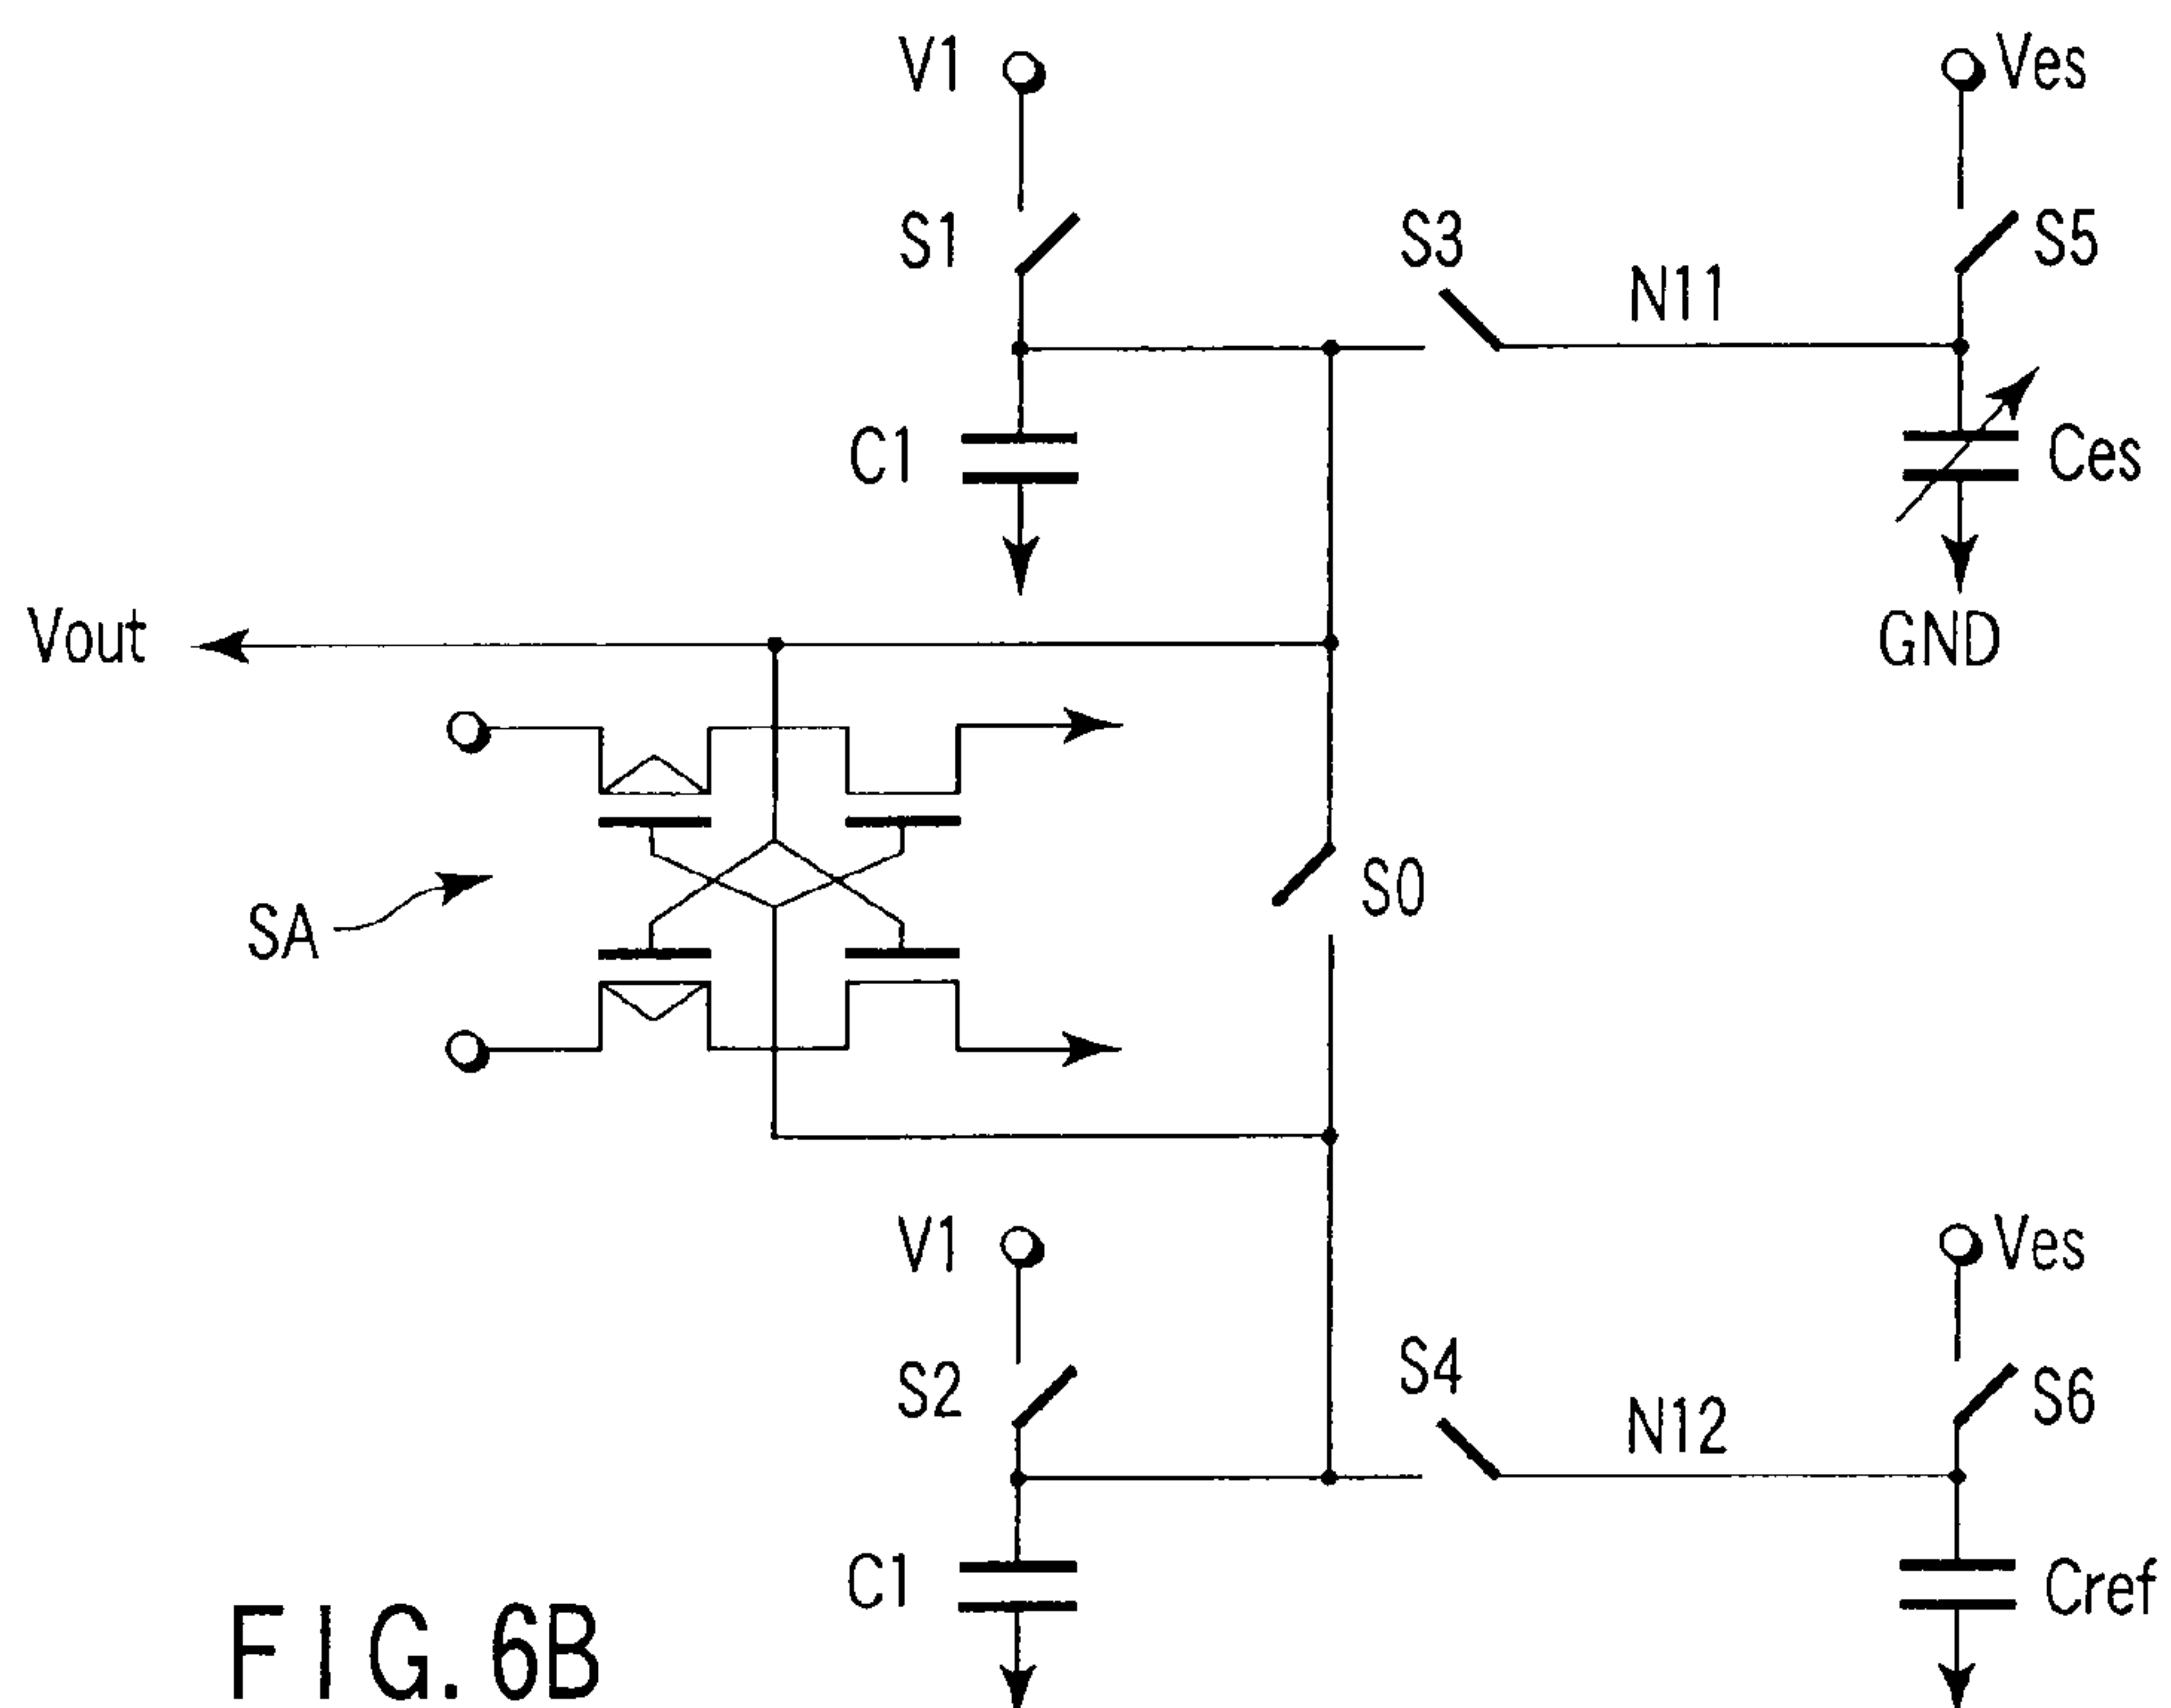 V1
Ves
S1
S3
S5
N11
C1
Ces
Vout
GND
SA
S0
V1
Ves
S2
S4
S6
N12
C1
Cref
FIG. 6B